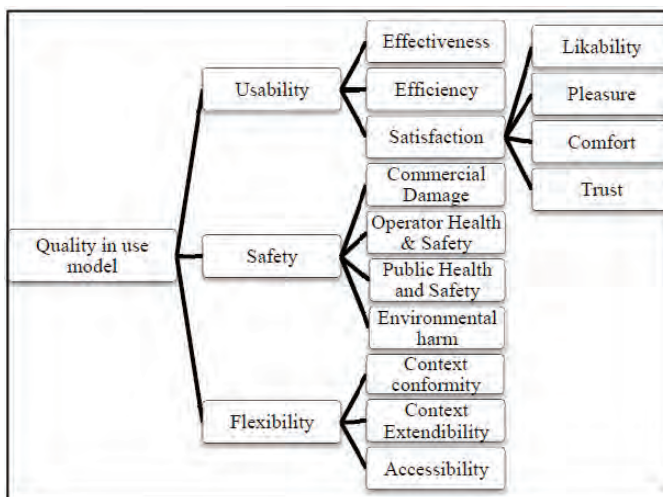 Quality in use
model
Usability
Effectiveness
Efficiency
Satisfaction
Likability
Pleasure
Comfort
Trust
Safety
Commercial
Damage
Operator Health
& Safety
Public Health
and Safety
Environmental
harm
Flexibility
Context
conformity
Context
Extendibility
Accessibility